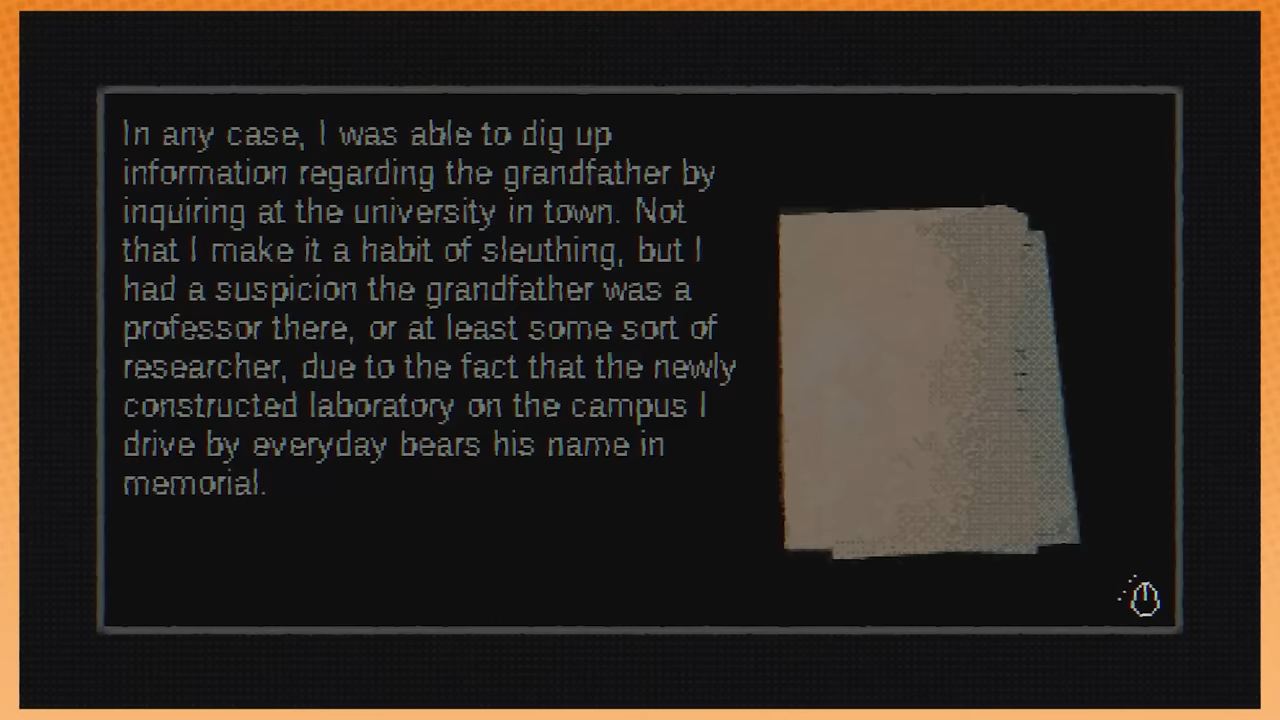 In any case, I was able to dig up
information regarding the grandfather by
inquiring at the university in town. Not
that I make it a habit of sleuthing, but I
had a suspicion the grandfather was a
professor there, or at least some sort of
researcher, due to the fact that the newly
constructed laboratory on the campus I
drive by everyday bears his name in
memorial.